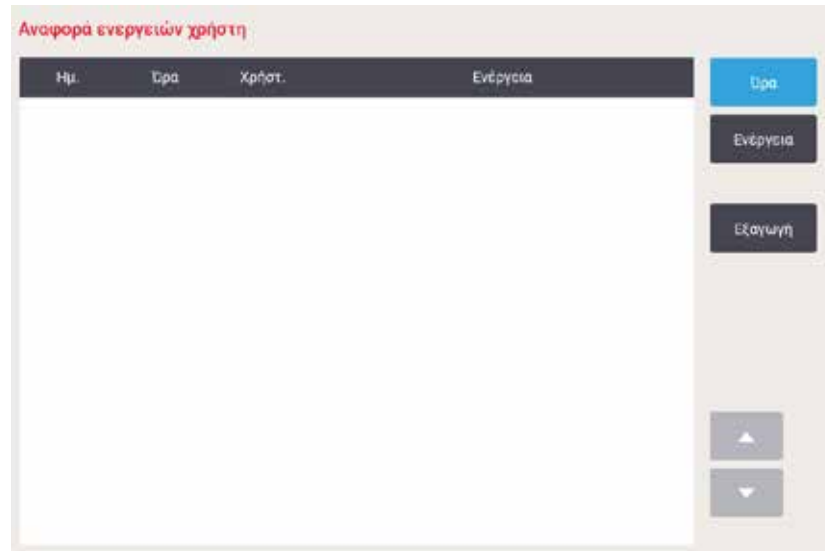 Αναφορά ενεργειών χρήστη
Ημ. Ώρα Χρήστ. Ενέργεια
Ώρα
Ενέργεια
Εξαγωγή